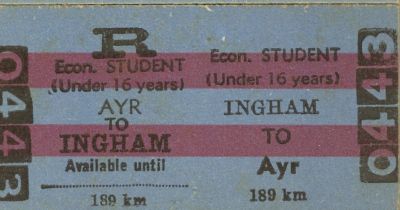 0443
R
Econ. STUDENT
(Under 16 years)
AYR
TO
INGHAM
Available until
189 km
Econ. STUDENT
(Under 16 years)
INGHAM
TO
Ayr
189 km
0443